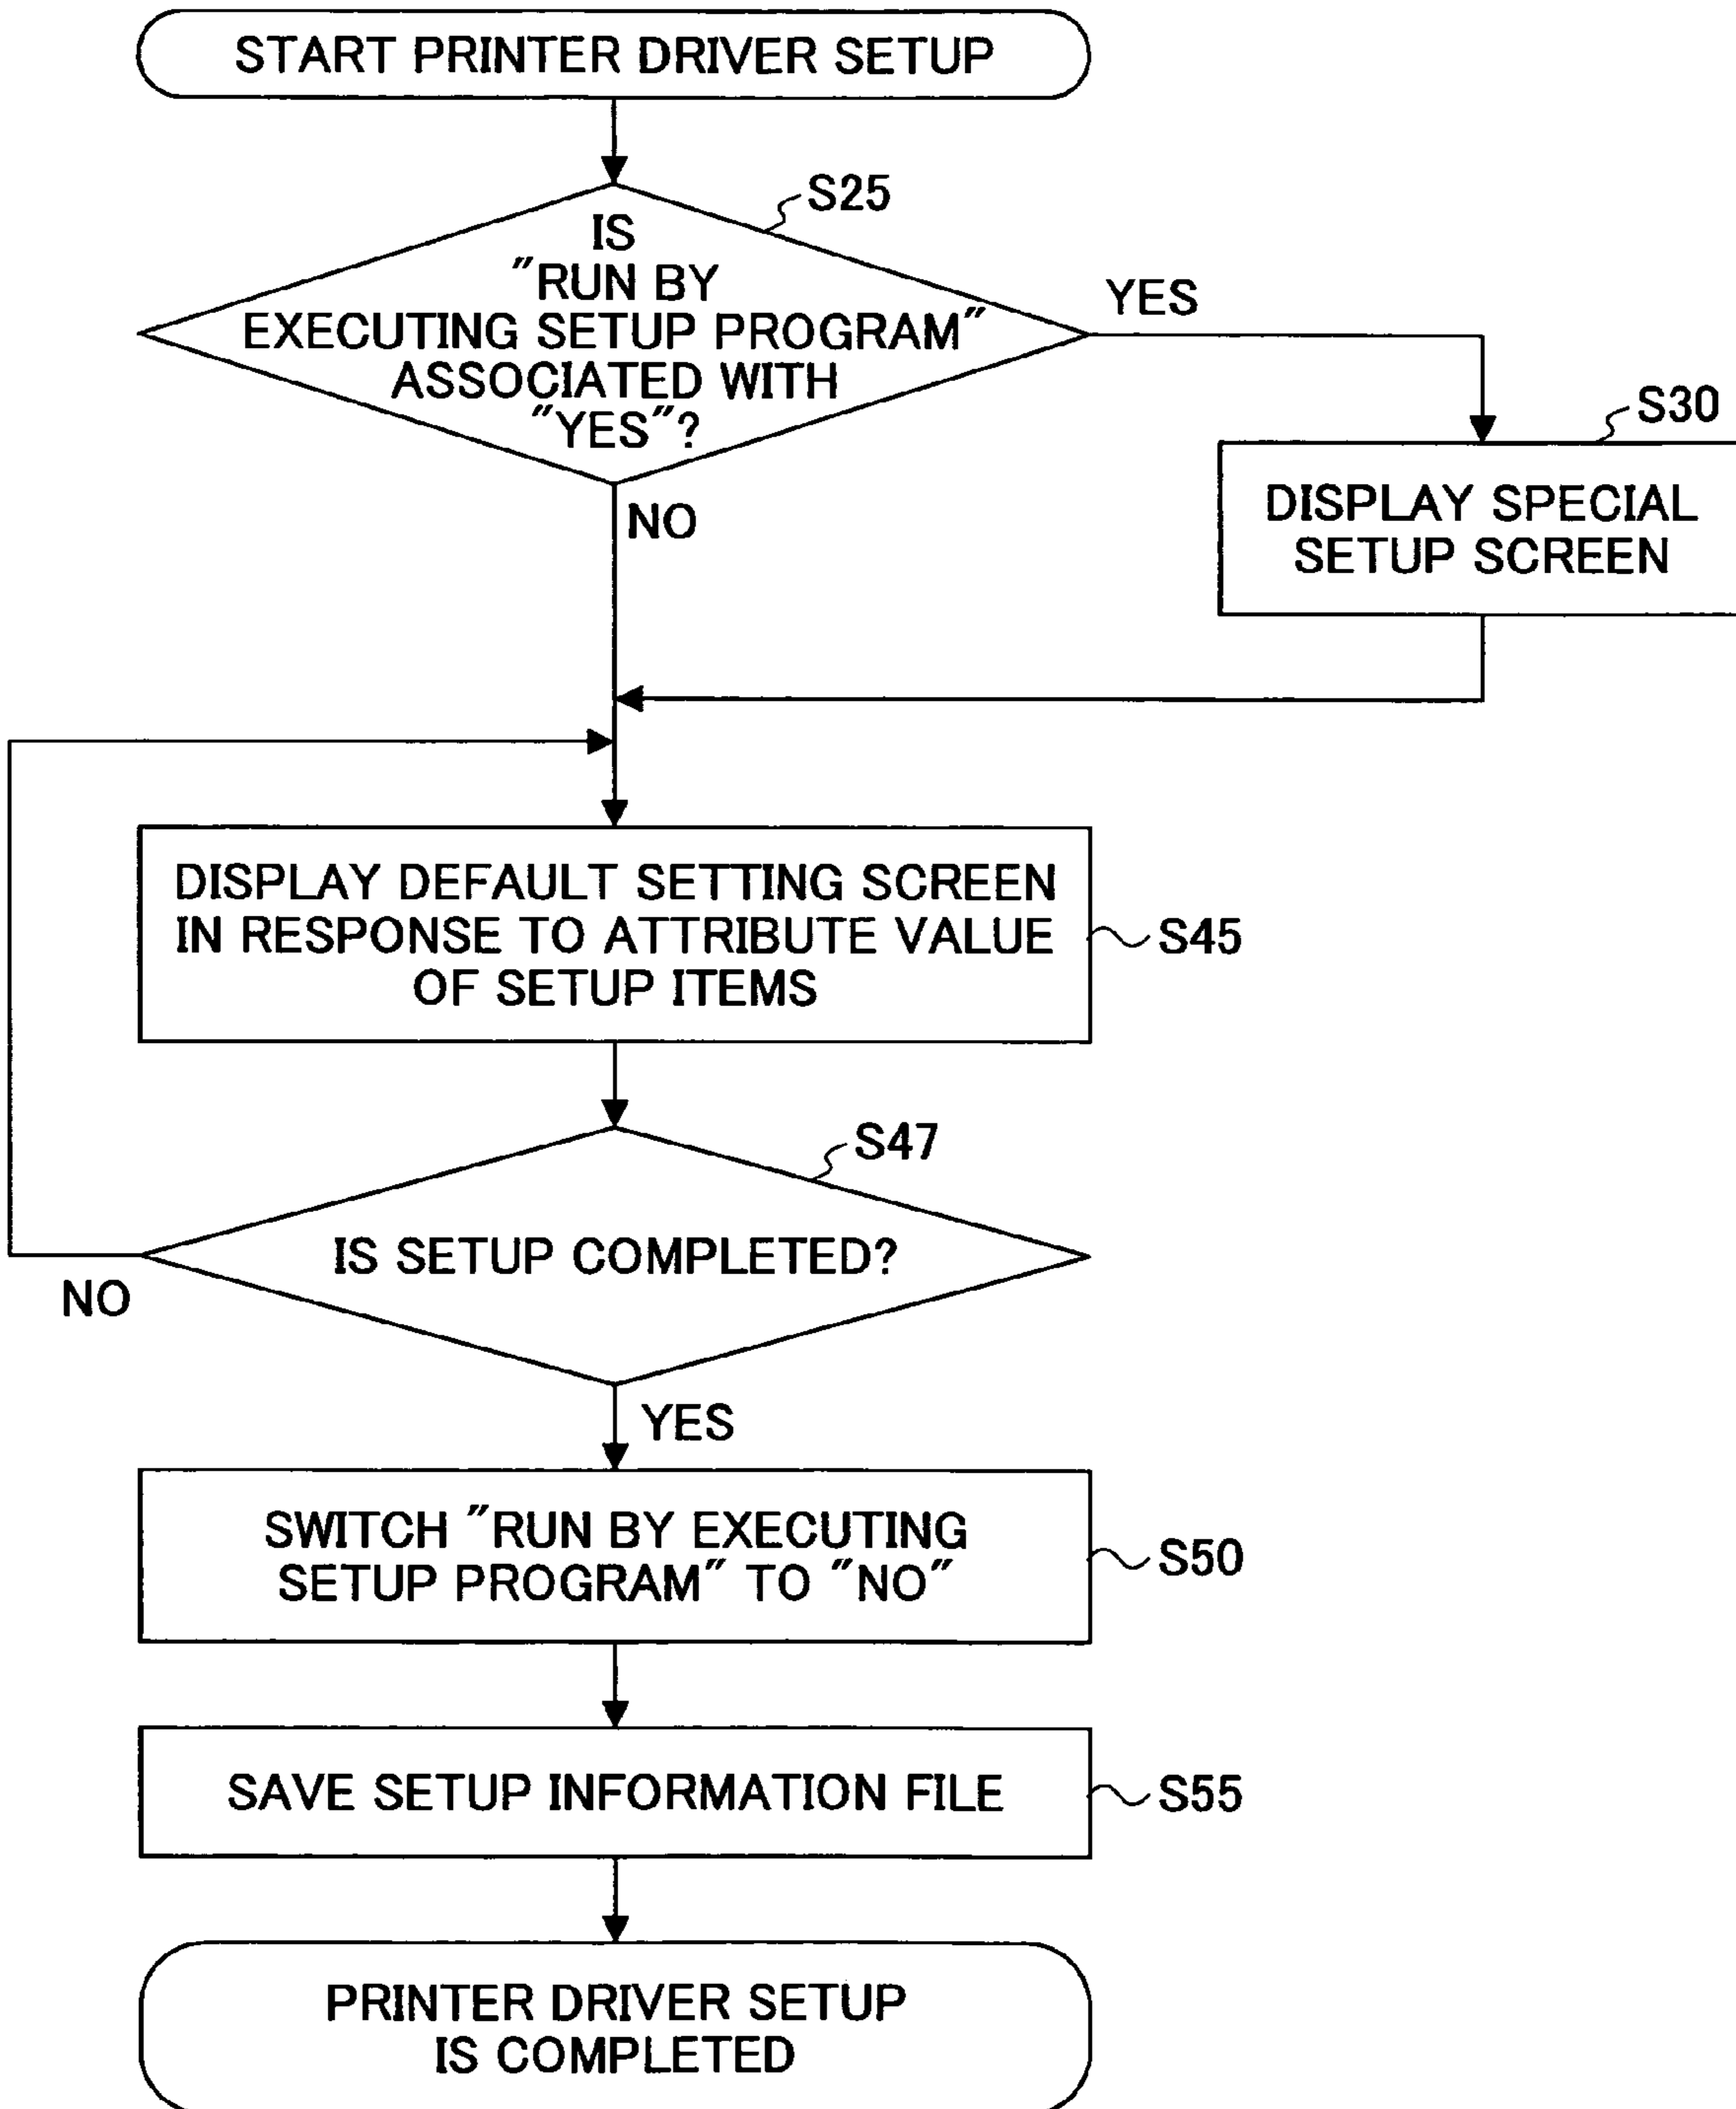 START PRINTER DRIVER SETUP
S25
IS
"RUN BY
EXECUTING SETUP PROGRAM"
ASSOCIATED WITH
"YES"?
YES
NO
S30
DISPLAY SPECIAL
SETUP SCREEN
DISPLAY DEFAULT SETTING SCREEN
IN RESPONSE TO ATTRIBUTE VALUE
OF SETUP ITEMS
S45
S47
IS SETUP COMPLETED?
NO
YES
SWITCH "RUN BY EXECUTING
SETUP PROGRAM" TO "NO"
S50
SAVE SETUP INFORMATION FILE
S55
PRINTER DRIVER SETUP
IS COMPLETED